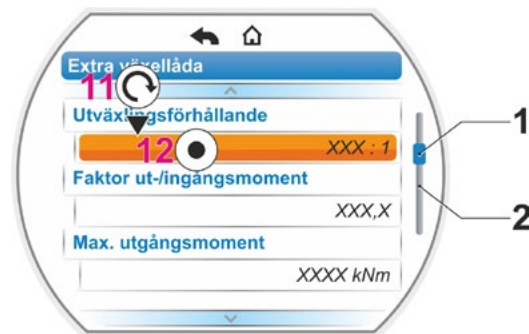 Extra växellåda
11
Utväxlingsförhållande
12
XXX : 1
Faktor ut-/ingångsmoment
XXX,X
Max. utgångsmoment
XXXX kNm
1
2